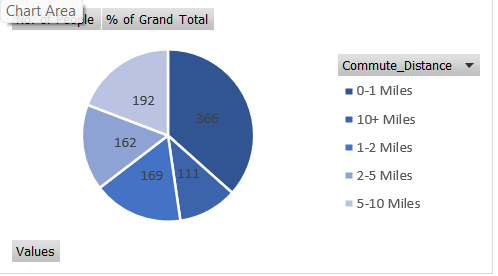 Chart Area
% of Grand Total
Commute_Distance
0-1 Miles
10+ Miles
1-2 Miles
2-5 Miles
5-10 Miles
366
111
169
162
192
Values